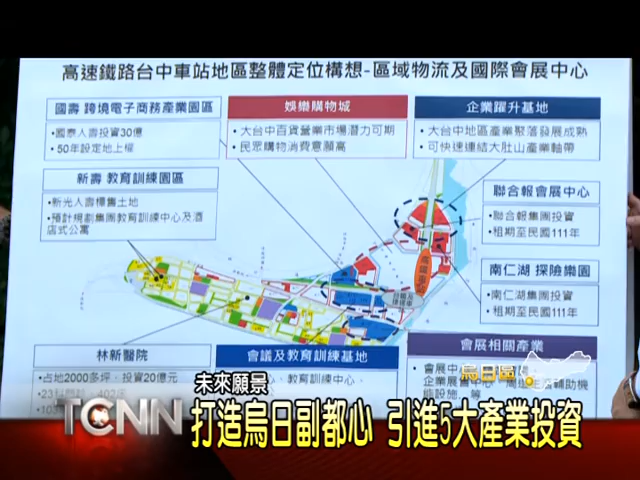 高速鐵路台中車站地區整體定位構想-區域物流及國際會展中心
國壽 跨境電子商務產業園區
•國泰人壽投資30億
•50年設定地上權
娛樂購物城
•大台中百貨營業市場潛力可期
•民眾購物消費意願高
企業躍升基地
•大台中地區產業聚落發展成熟
•可快速連結大肚山產業軸帶
新壽 教育訓練園區
•新光人壽標售土地
•預計規劃集團教育訓練中心及酒
店式公寓
聯合報會展中心
•聯合報集團投資
•租期至民國111年
南仁湖 探險樂園
•南仁湖集團投資
•租期至民國111年
林新醫院
•占地2000多坪、投資20億元
會議及教育訓練基地
教育訓練中心、
會展相關產業
烏日區
未來願景
TCNN
打造烏日副都心 引進5大產業投資